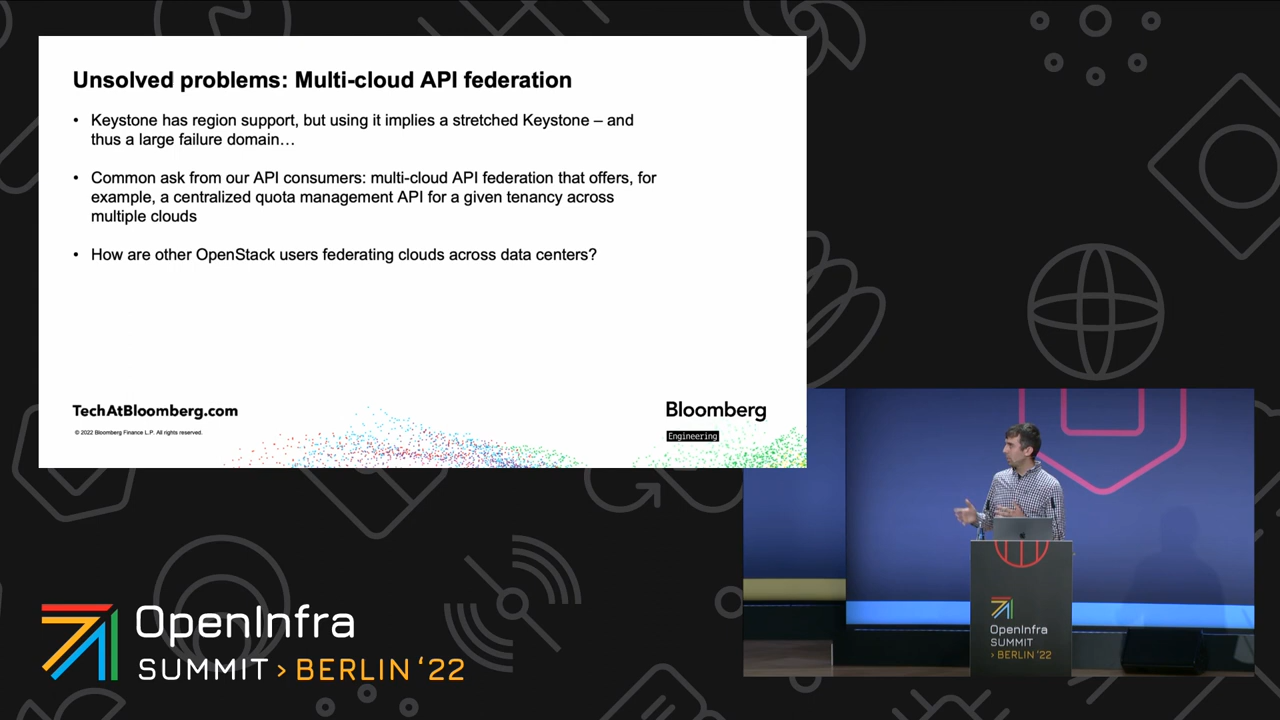 Unsolved problems: Multi-cloud API federation
• Keystone has region support, but using it implies a stretched Keystone – and
thus a large failure domain…
• Common ask from our API consumers: multi-cloud API federation that offers, for
example, a centralized quota management API for a given tenancy across
multiple clouds
• How are other OpenStack users federating clouds across data centers?
TechAtBloomberg.com
© 2022 Bloomberg Finance L.P. All rights reserved.
Bloomberg
Engineering
OpenInfra
SUMMIT › BERLIN ‘22
OpenInfra
SUMMIT
› BERLIN ‘22